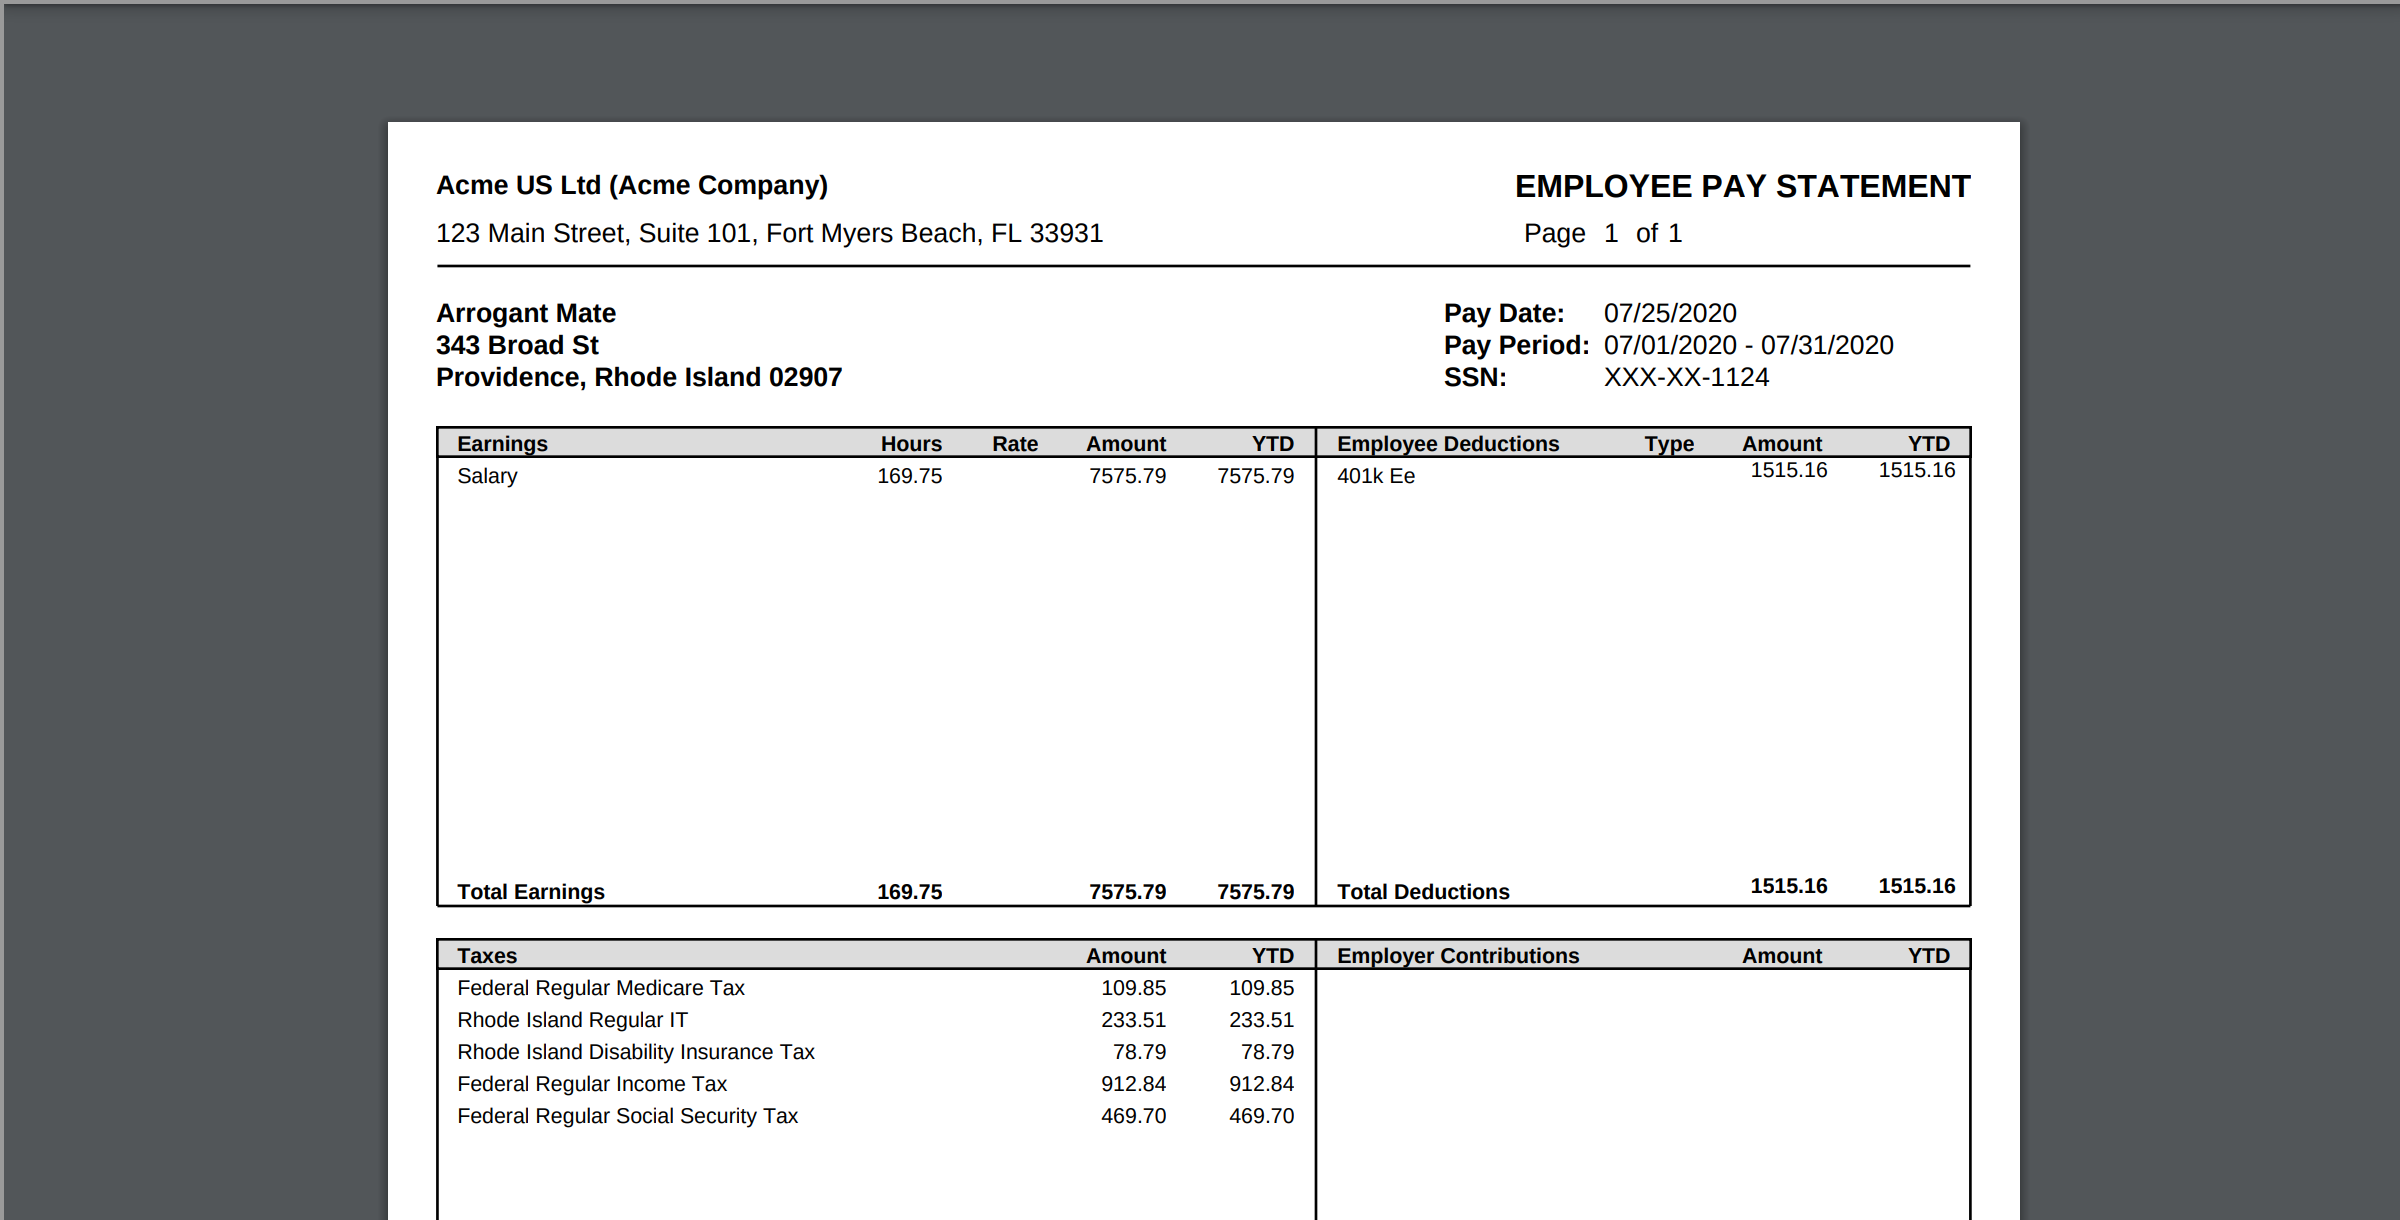 Acme US Ltd (Acme Company) EMPLOYEE PAY STATEMENT
123 Main Street, Suite 101, Fort Myers Beach, FL 33931 Page 1 of 1
Arrogant Mate Pay Date: 07/25/2020
343 Broad St Pay Period: 07/01/2020 - 07/31/2020
Providence, Rhode Island 02907 SSN: XXX-XX-1124
Earnings Hours Rate Amount YTD Employee Deductions Type Amount YTD
Salary 169.75 7575.79 7575.79 401k Ee 1515.16 1515.16
Total Earnings 169.75 7575.79 7575.79 Total Deductions 1515.16 1515.16
Taxes Amount YTD Employer Contributions Amount YTD
Federal Regular Medicare Tax 109.85 109.85
Rhode Island Regular IT 233.51 233.51
Rhode Island Disability Insurance Tax 78.79 78.79
Federal Regular Income Tax 912.84 912.84
Federal Regular Social Security Tax 469.70 469.70